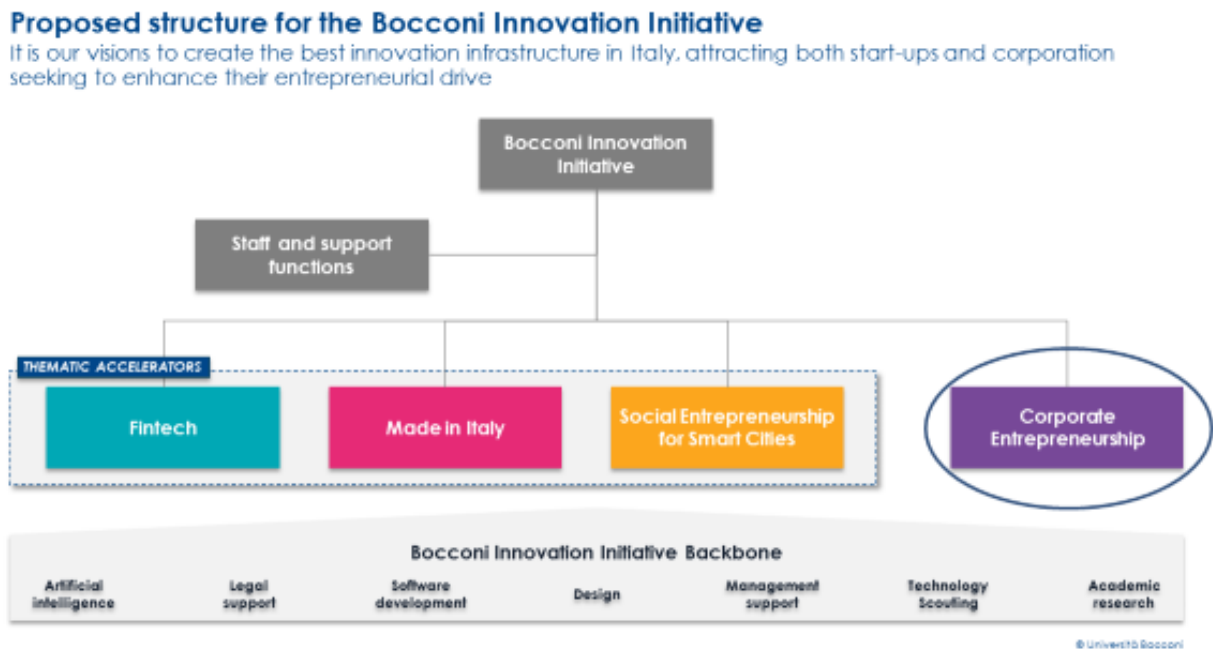 Proposed structure for the Bocconi Innovation Initiative
It is our visions to create the best innovation infrastructure in Italy, attracting both start-ups and corporation
seeking to enhance their entrepreneurial drive
Bocconi Innovation
Initiative
Staff and support
functions
THEMATIC ACCELERATORS
Fintech
Made in Italy
Social Entrepreneurship
for Smart Cities
Corporate
Entrepreneurship
Bocconi Innovation Initiative Backbone
Artificial
intelligence
Legal
support
Software
development
Design
Management
support
Technology
Scouting
Academic
research
© Università Bocconi